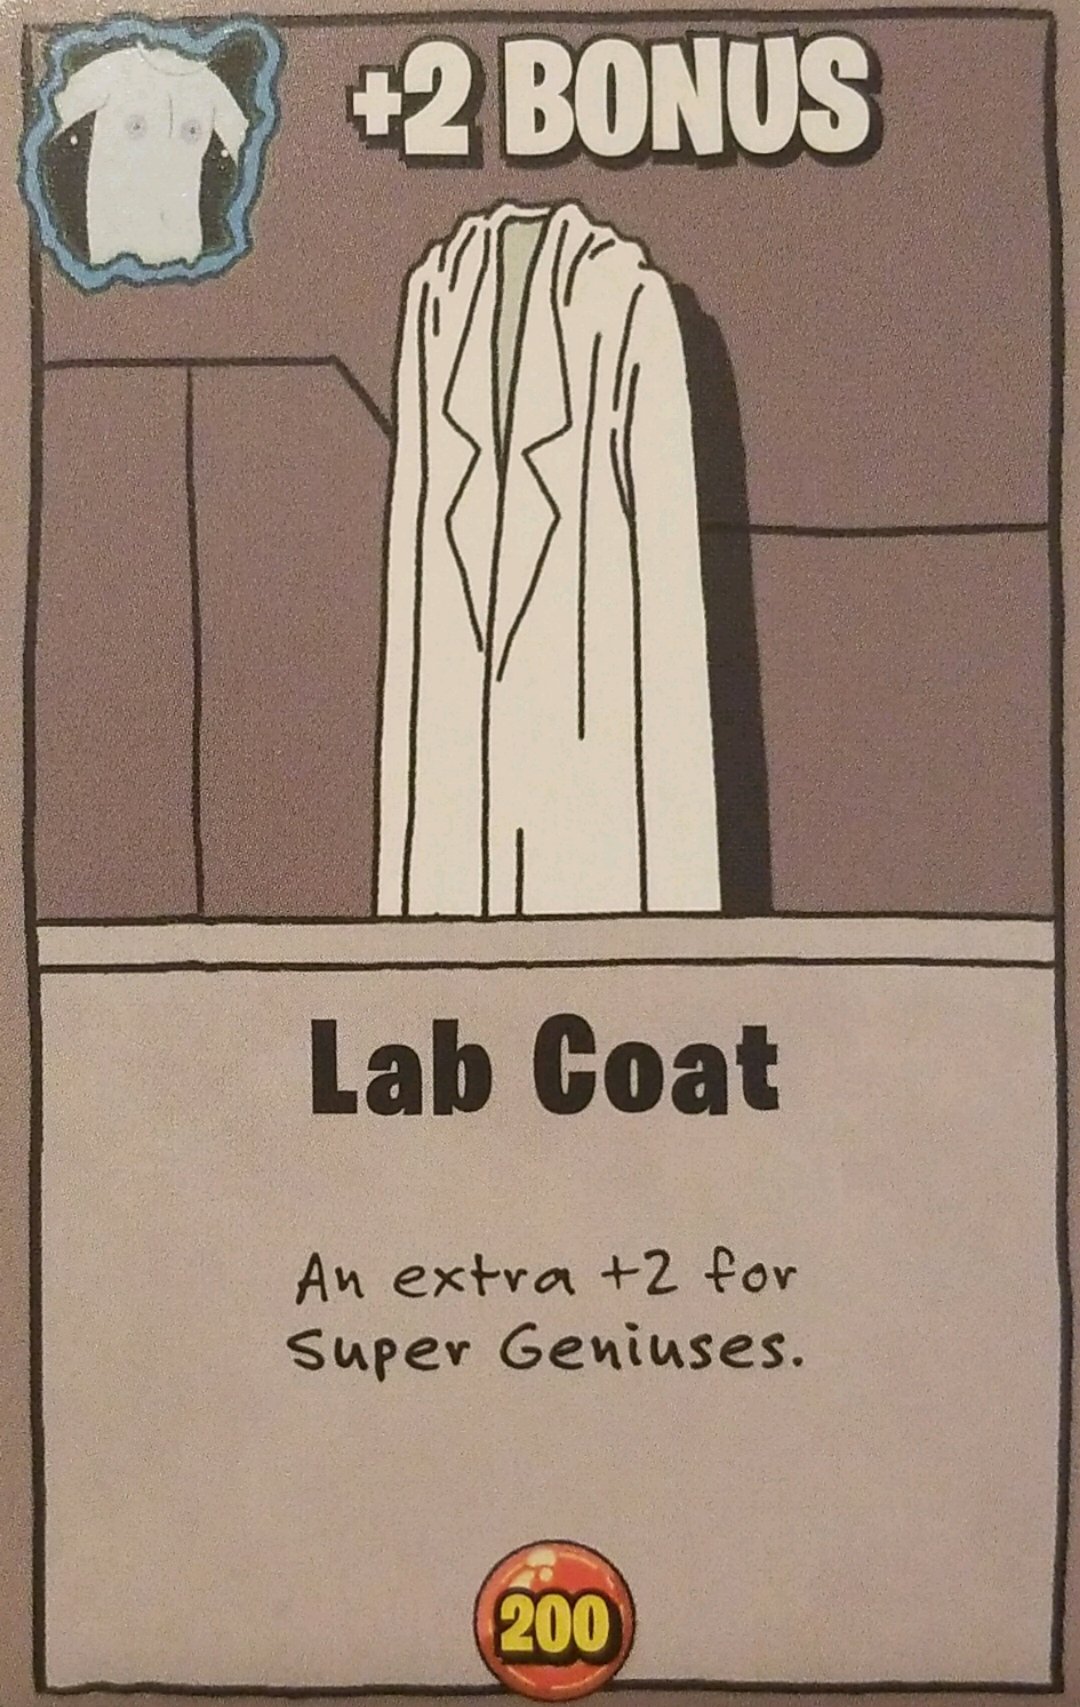 +2 BONUS
Lab Coat
An extra +2 for
Super Geniuses.
200